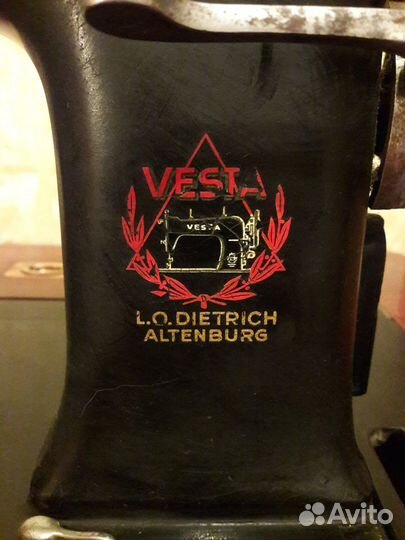 VESTA
VESTA
L.O. DIETRICH
ALTENBURG
Avito